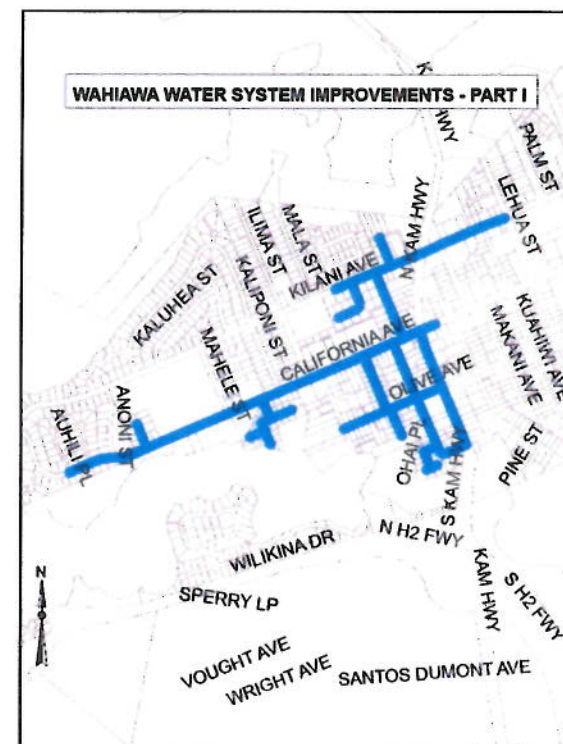 WAHIAWA WATER SYSTEM IMPROVEMENTS - PART I
HWY
PALM ST
LEHUA ST
N KAM HWY
MALA ST
ILIMA ST
KILANI AVE
KALUHEA ST
KALIPONI ST
CALIFORNIA AVE
KUAHIWI AVE
MAKANI AVE
MAHELE ST
OLIVE AVE
ANONI ST
AUHILI PL
OHAI PL
S KAM HWY
PINE ST
N H2 FWY
WILIKINA DR
KAM HWY
S H2 FWY
SPERRY LP
N
VOUGHT AVE
WRIGHT AVE
SANTOS DUMONT AVE